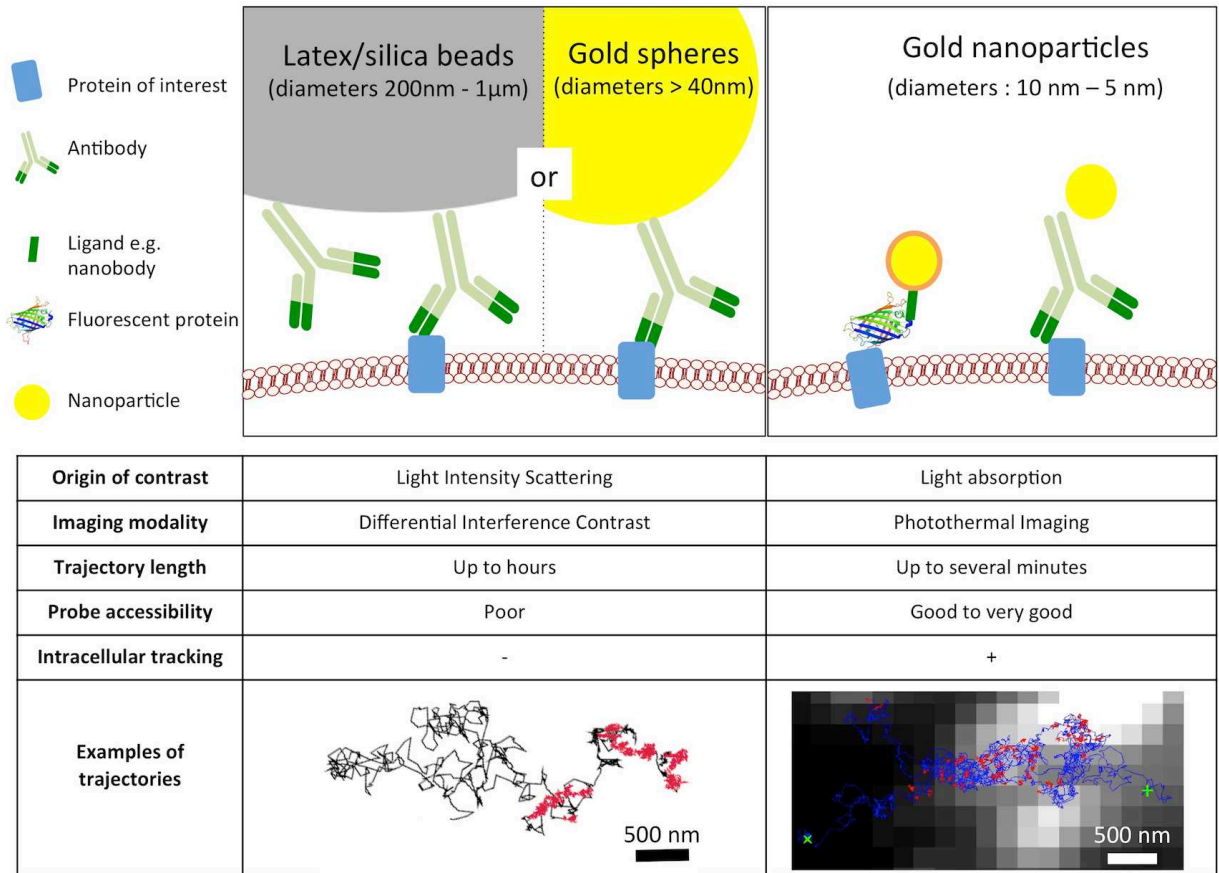 Protein of interest
Antibody
Ligand e.g.
nanobody
Fluorescent protein
Nanoparticle
Latex/silica beads
(diameters 200nm - 1µm)
or
Gold spheres
(diameters > 40nm)
Gold nanoparticles
(diameters : 10 nm – 5 nm)
Origin of contrast
Light Intensity Scattering
Light absorption
Imaging modality
Differential Interference Contrast
Photothermal Imaging
Trajectory length
Up to hours
Up to several minutes
Probe accessibility
Poor
Good to very good
Intracellular tracking
-
+
Examples of
trajectories
500 nm
500 nm